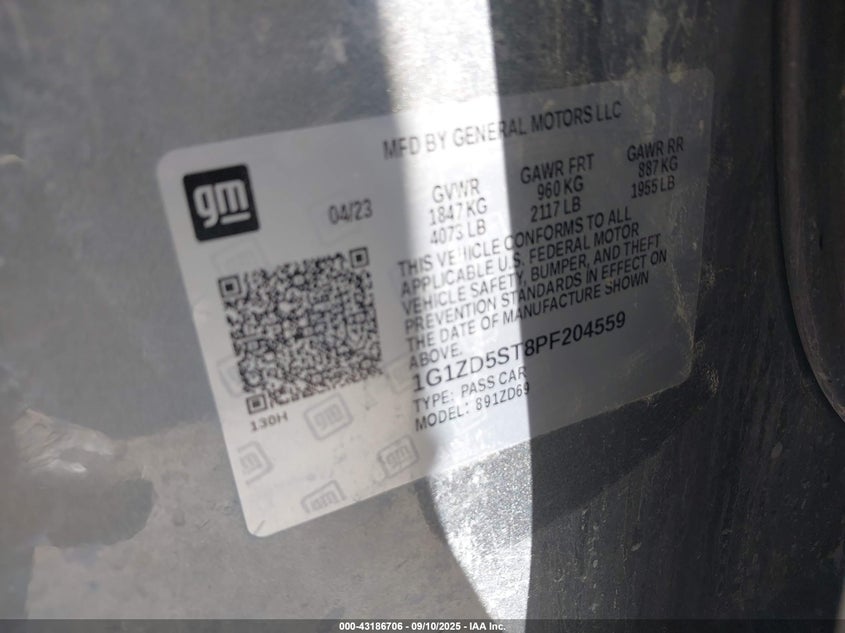 MFD BY GENERAL MOTORS LLC
gm
04/23
GVWR
1847 KG
4073 LB
GAWR FRT
960 KG
2117 LB
GAWR RR
887 KG
1955 LB
THIS VEHICLE CONFORMS TO ALL
APPLICABLE U.S. FEDERAL MOTOR
VEHICLE SAFETY, BUMPER, AND THEFT
PREVENTION STANDARDS IN EFFECT ON
THE DATE OF MANUFACTURE SHOWN
ABOVE.
1G1ZD5ST8PF204559
TYPE: PASS CAR
MODEL: 891ZD69
130H
000-43186706 - 09/10/2025 - IAA Inc.